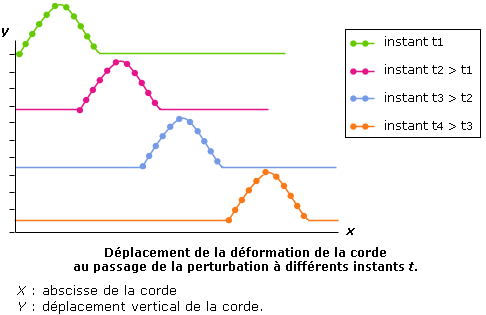 y
instant t1
instant t2 > t1
instant t3 > t2
instant t4 > t3
x
Déplacement de la déformation de la corde
au passage de la perturbation à différents instants t.
X : abscisse de la corde
Y : déplacement vertical de la corde.